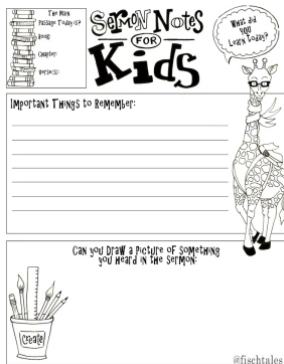 The Main
Passage Today is?
Book:
Chapter:
Verse(s):
Sermon Notes
for
Kids
What did
you
Learn today?
Important Things to Remember:
Can you Draw a picture of Something
you Heard in the Sermon:
Create!
@fischtales